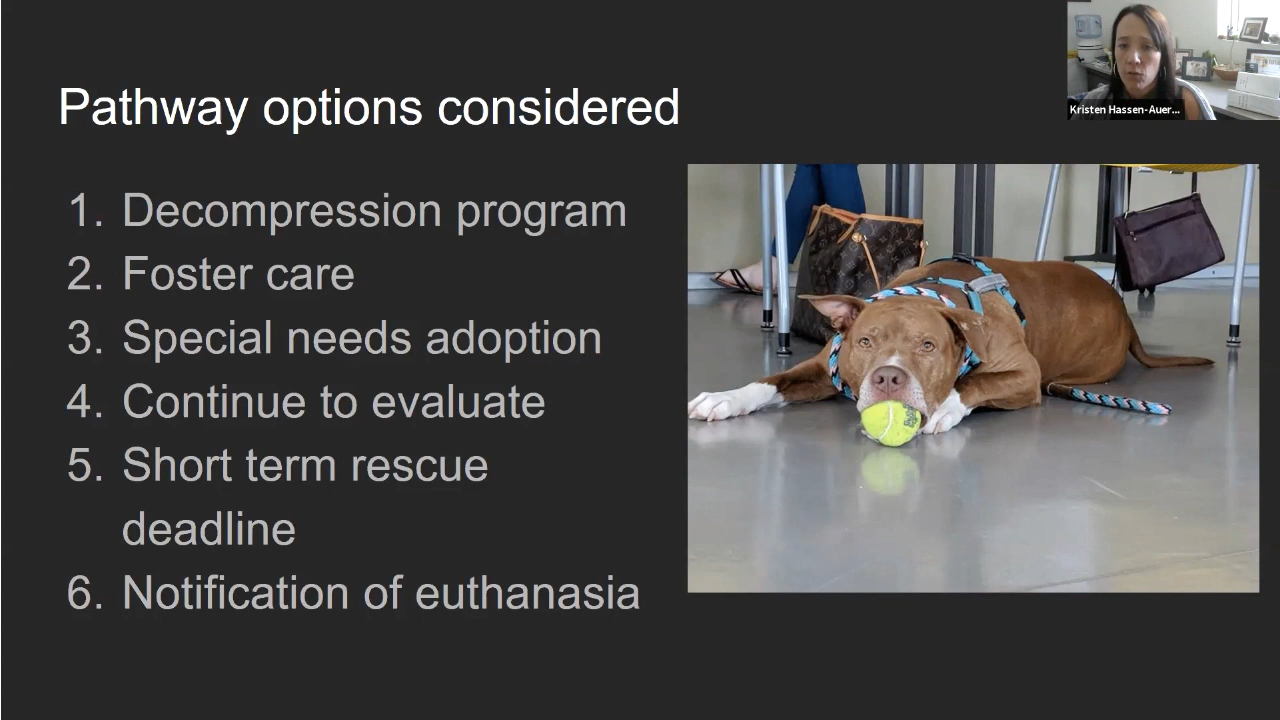 Pathway options considered
Kristen Hassen-Auer...
1. Decompression program
2. Foster care
3. Special needs adoption
4. Continue to evaluate
5. Short term rescue
deadline
6. Notification of euthanasia